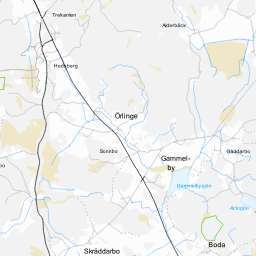 Trekanten
Alderbäck
Hedeberg
Örlinge
Sonnbo
Gäddarbo
Gammel-
by
Boda
Skräddarbo